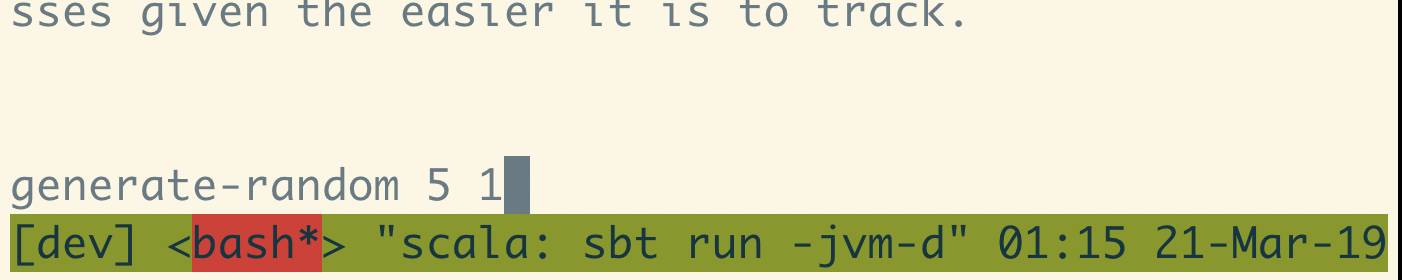 sses given the easier it is to track.
generate-random 5 1
[dev] <bash*> "scala: sbt run -jvm-d" 01:15 21-Mar-19